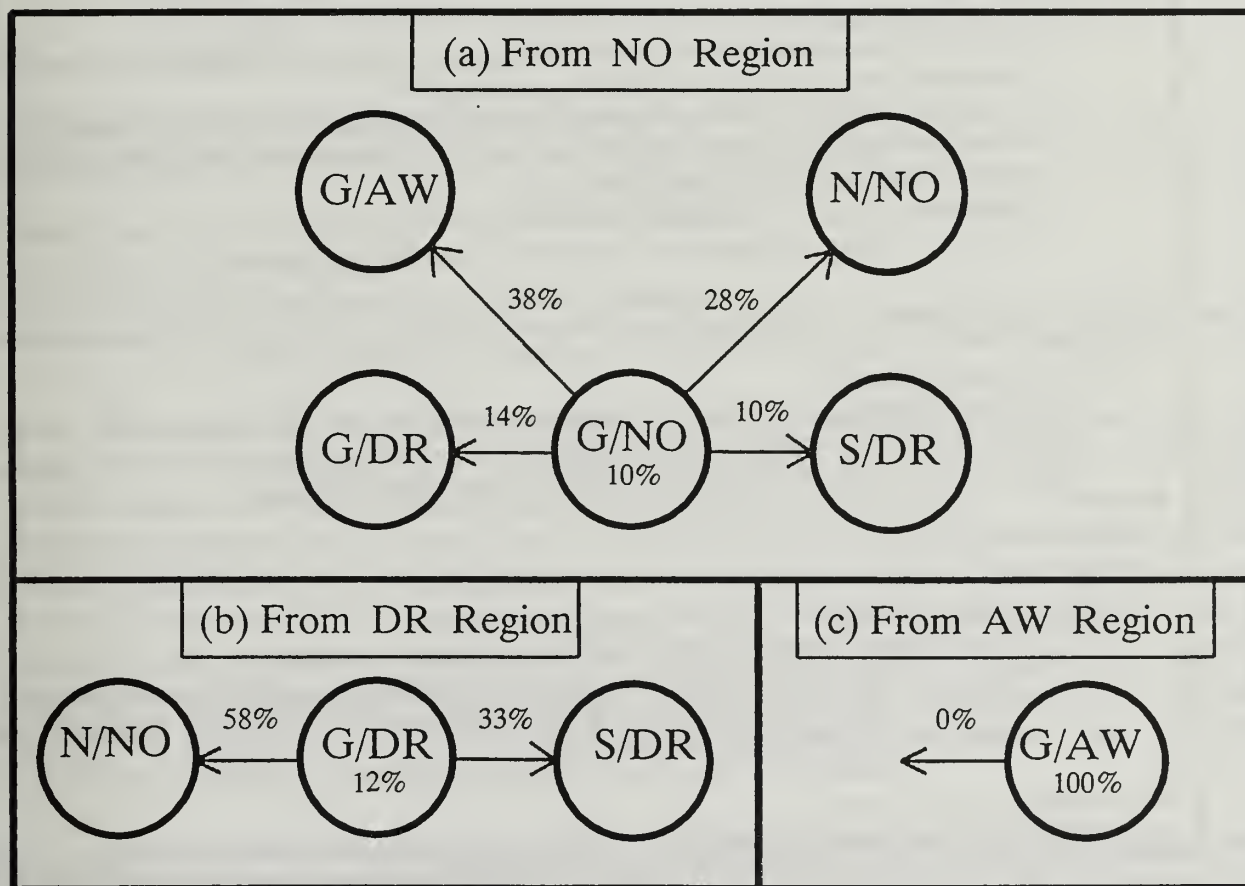 (a) From NO Region
G/AW
N/NO
38%
28%
14%
10%
G/DR
G/NO
10%
S/DR
(b) From DR Region
(c) From AW Region
N/NO
58%
G/DR
12%
33%
S/DR
0%
G/AW
100%